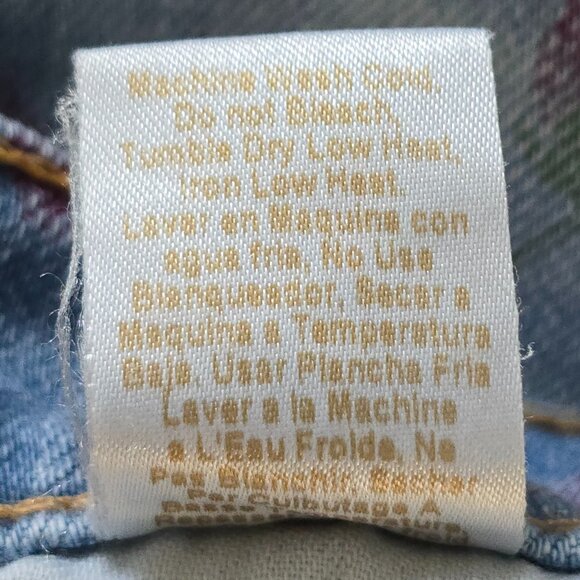 Machine Wash Cold,
Do not Bleach,
Tumble Dry Low Heat,
Iron Low Heat.
Lavar en Maquina con
agua fria, No Use
Blanqueador, Secar a
Maquina a Temperatura
Baja, Usar Plancha Fria
Laver a la Machine
a L'Eau Froide, Ne
Pas Blanchir, Secher
Par Culbutage A